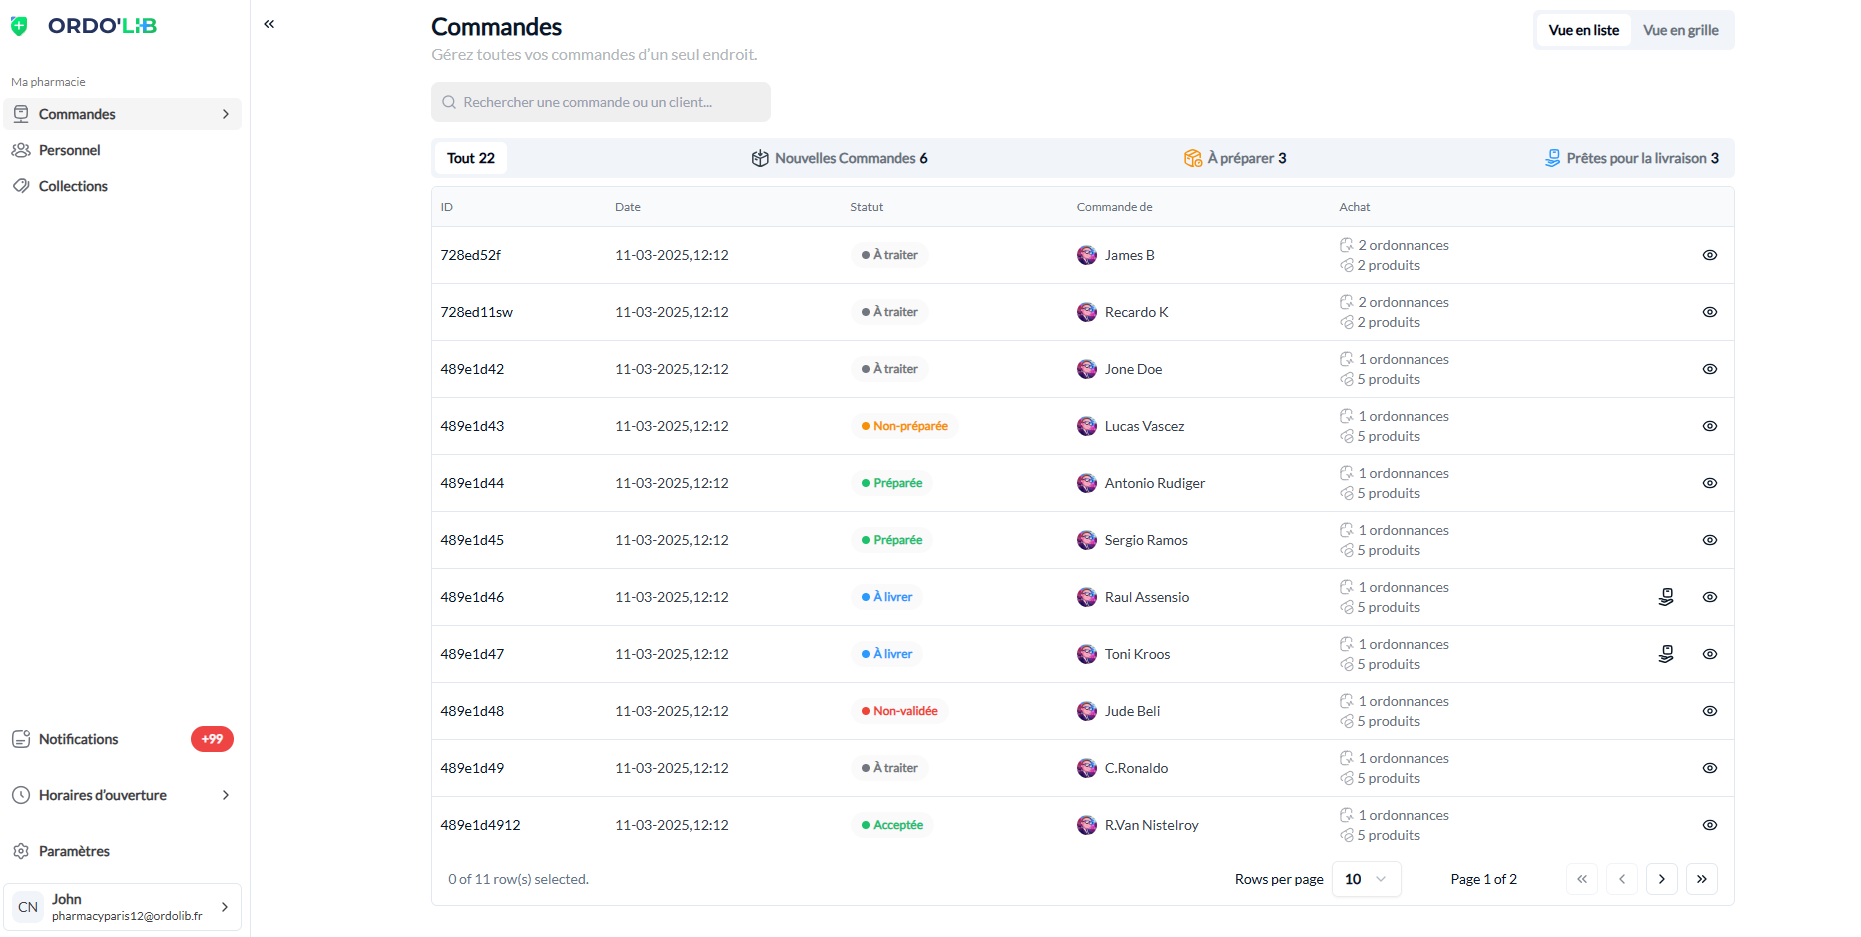 ORDO'LIB
Ma pharmacie
Commandes
Personnel
Collections
Notifications +99
Horaires d'ouverture
Paramètres
CN
John
pharmacyparis12@ordolib.fr
Commandes
Gérez toutes vos commandes d'un seul endroit.
Vue en liste Vue en grille
Rechercher une commande ou un client...
Tout 22 Nouvelles Commandes 6 À préparer 3 Prêtes pour la livraison 3
ID Date Statut Commande de Achat
728ed52f 11-03-2025,12:12 À traiter James B 2 ordonnances
2 produits
728ed11sw 11-03-2025,12:12 À traiter Recardo K 2 ordonnances
2 produits
489e1d42 11-03-2025,12:12 À traiter Jone Doe 1 ordonnances
5 produits
489e1d43 11-03-2025,12:12 Non-préparée Lucas Vascez 1 ordonnances
5 produits
489e1d44 11-03-2025,12:12 Préparée Antonio Rudiger 1 ordonnances
5 produits
489e1d45 11-03-2025,12:12 Préparée Sergio Ramos 1 ordonnances
5 produits
489e1d46 11-03-2025,12:12 À livrer Raul Assensio 1 ordonnances
5 produits
489e1d47 11-03-2025,12:12 À livrer Toni Kroos 1 ordonnances
5 produits
489e1d48 11-03-2025,12:12 Non-validée Jude Beli 1 ordonnances
5 produits
489e1d49 11-03-2025,12:12 À traiter C.Ronaldo 1 ordonnances
5 produits
489e1d4912 11-03-2025,12:12 Acceptée R.Van Nistelroy 1 ordonnances
5 produits
0 of 11 row(s) selected. Rows per page 10 Page 1 of 2